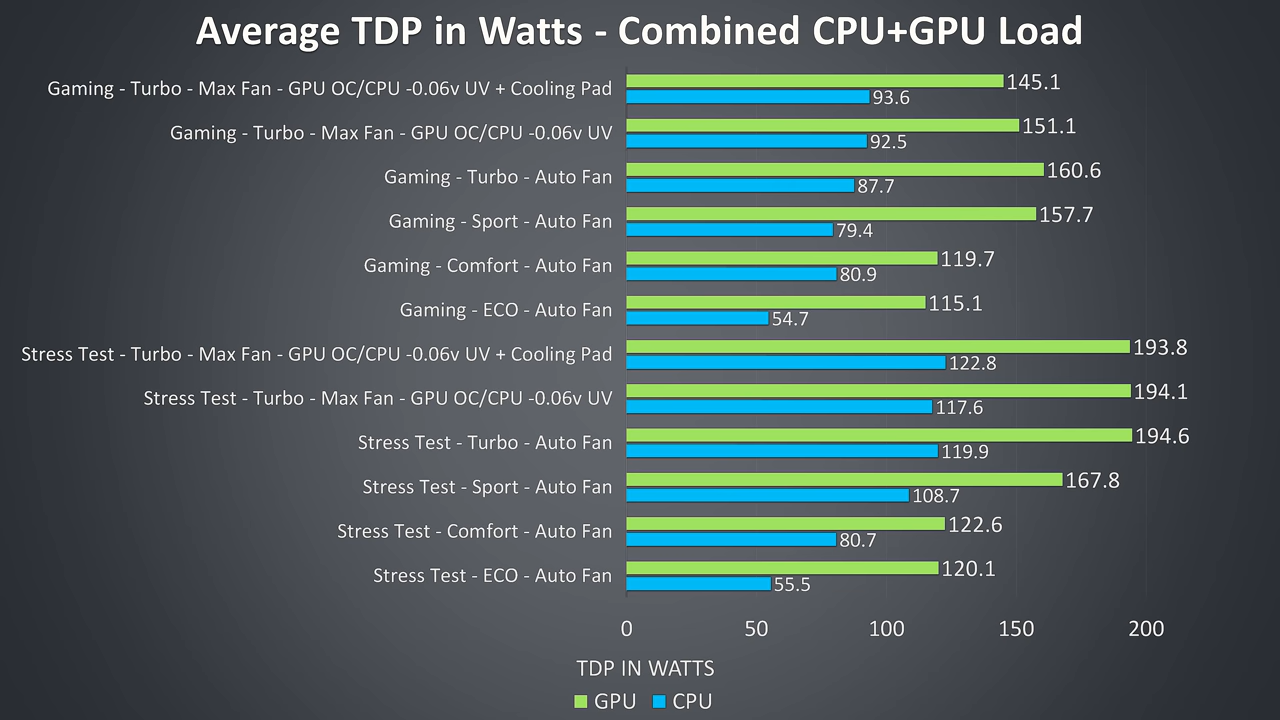 Average TDP in Watts - Combined CPU+GPU Load
Gaming - Turbo - Max Fan - GPU OC/CPU -0.06v UV + Cooling Pad
145.1
93.6
Gaming - Turbo - Max Fan - GPU OC/CPU -0.06v UV
151.1
92.5
Gaming - Turbo - Auto Fan
160.6
87.7
Gaming - Sport - Auto Fan
157.7
79.4
Gaming - Comfort - Auto Fan
119.7
80.9
Gaming - ECO - Auto Fan
115.1
54.7
Stress Test - Turbo - Max Fan - GPU OC/CPU -0.06v UV + Cooling Pad
193.8
122.8
Stress Test - Turbo - Max Fan - GPU OC/CPU -0.06v UV
194.1
117.6
Stress Test - Turbo - Auto Fan
194.6
119.9
Stress Test - Sport - Auto Fan
167.8
108.7
Stress Test - Comfort - Auto Fan
122.6
80.7
Stress Test - ECO - Auto Fan
120.1
55.5
0 50 100 150 200
TDP IN WATTS
GPU CPU